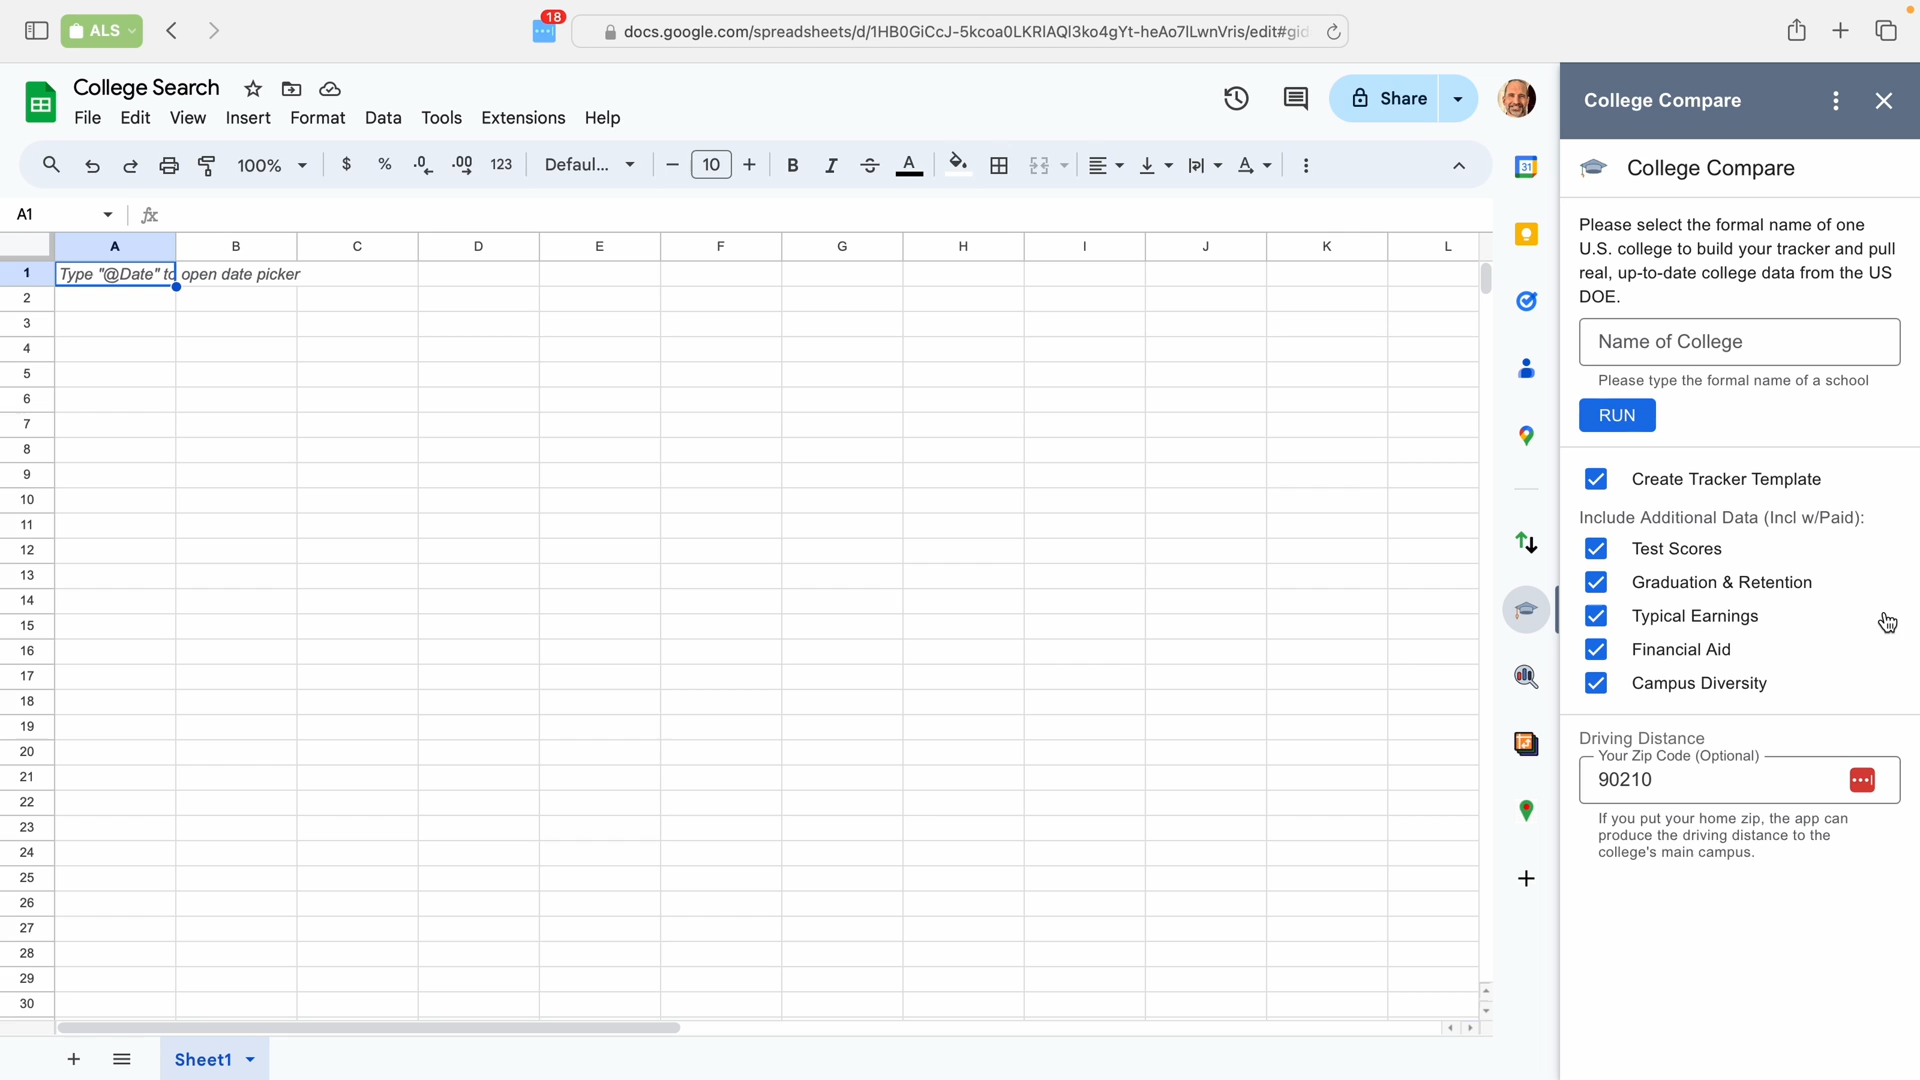 ALS
18
docs.google.com/spreadsheets/d/1HB0GiCcJ-5kcoa0LKRIAQI3ko4gYt-heAo7lLwnVris/edit#gid
College Search
File Edit View Insert Format Data Tools Extensions Help
Share
College Compare
100% $ % .0 .00 123 Defaul... 10 B I A
31
College Compare
A1
fx
A B C D E F G H I J K L
1 Type "@Date" to open date picker
2
3
4
5
6
7
8
9
10
11
12
13
14
15
16
17
18
19
20
21
22
23
24
25
26
27
28
29
30
Sheet1
Please select the formal name of one
U.S. college to build your tracker and pull
real, up-to-date college data from the US
DOE.
Name of College
Please type the formal name of a school
RUN
Create Tracker Template
Include Additional Data (Incl w/Paid):
Test Scores
Graduation & Retention
Typical Earnings
Financial Aid
Campus Diversity
Driving Distance
Your Zip Code (Optional)
90210
If you put your home zip, the app can
produce the driving distance to the
college's main campus.